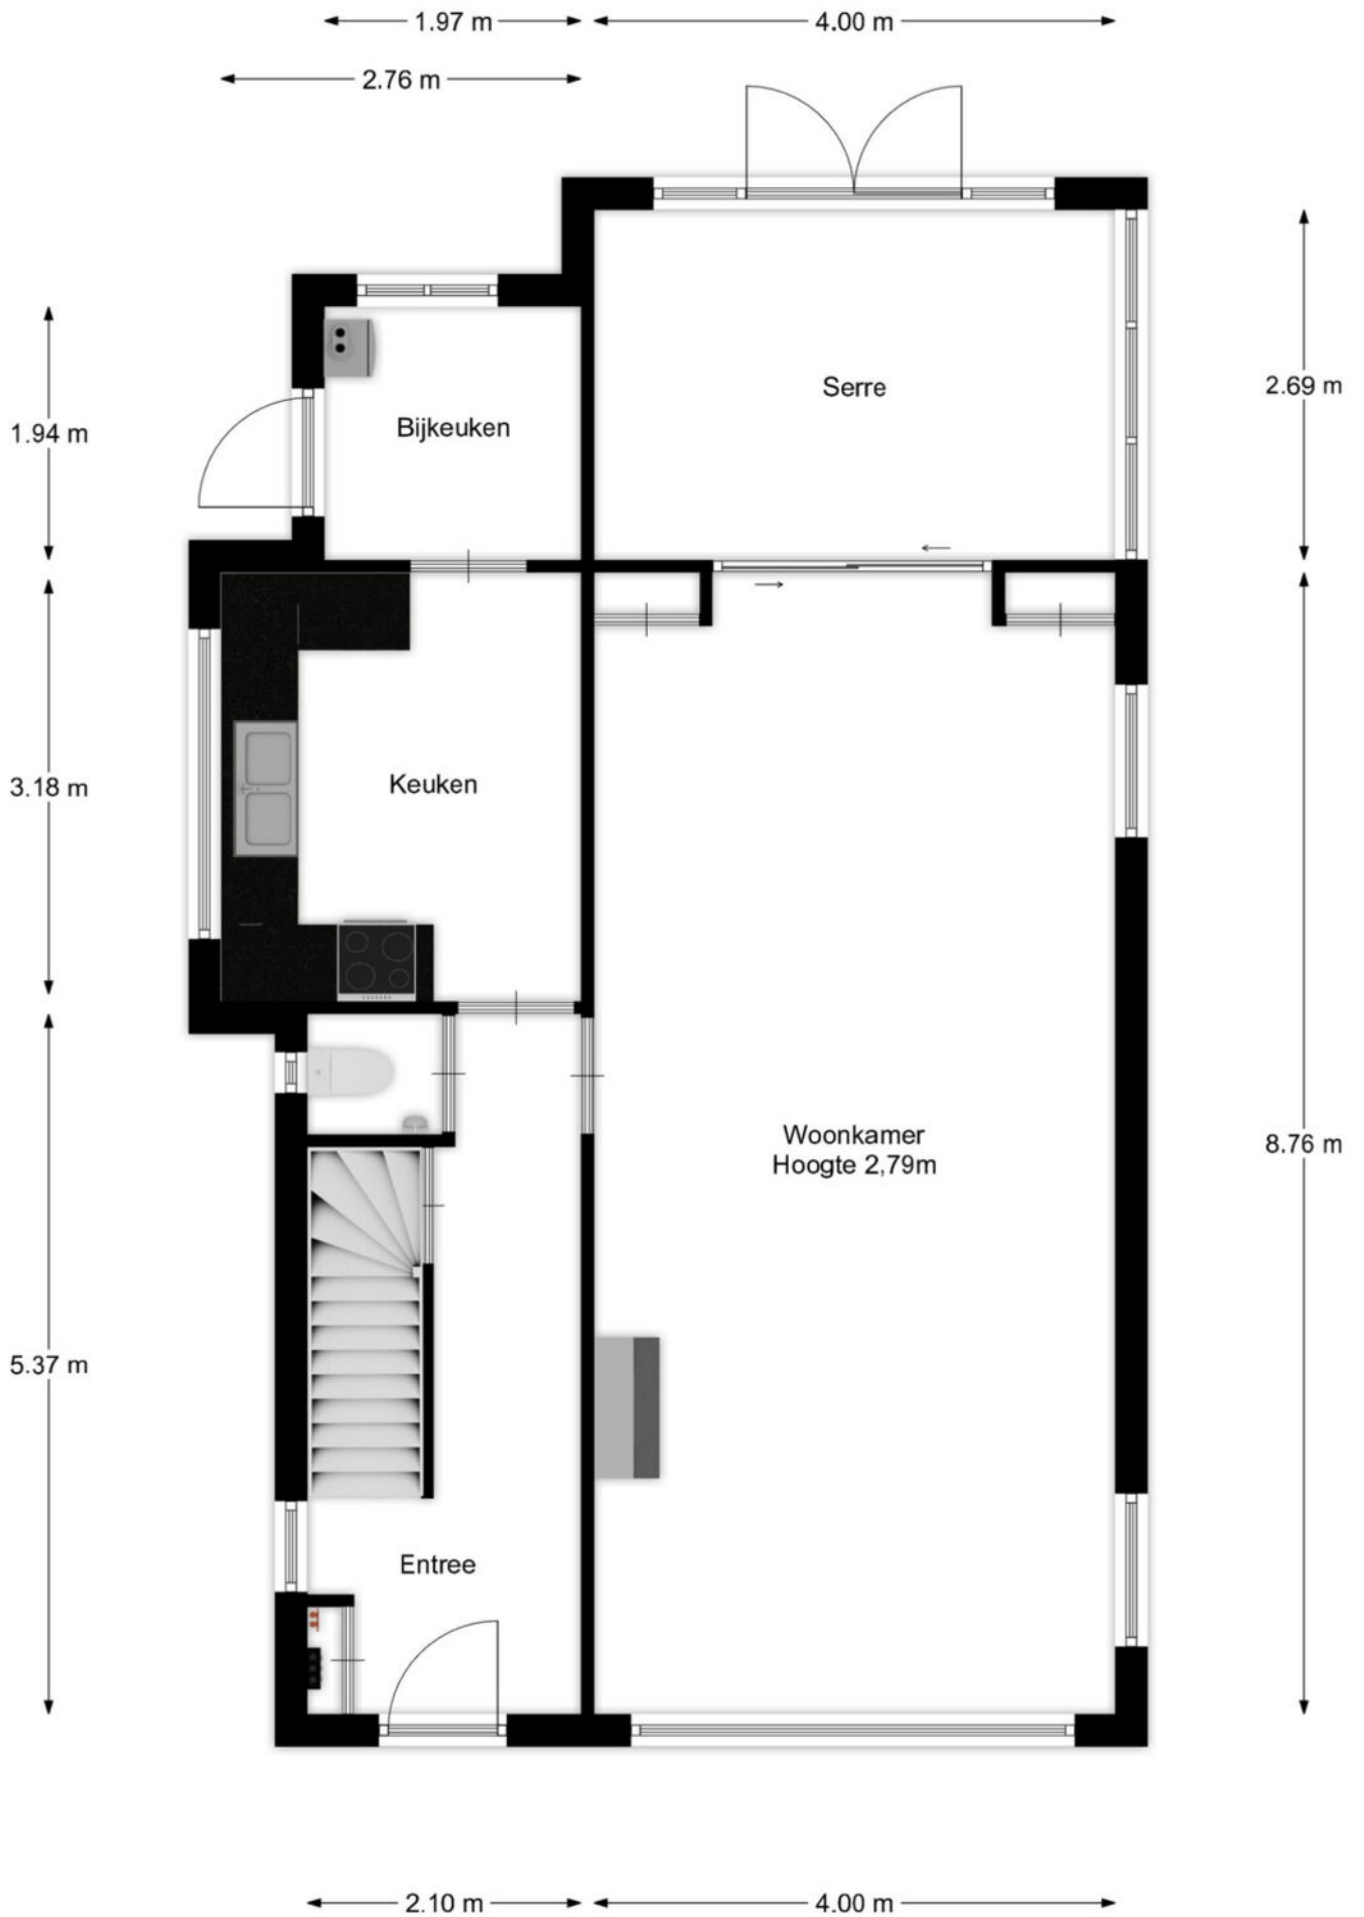 1.97 m
4.00 m
2.76 m
Serre
2.69 m
Bijkeuken
1.94 m
Keuken
3.18 m
Woonkamer
Hoogte 2,79m
8.76 m
5.37 m
Entree
2.10 m
4.00 m